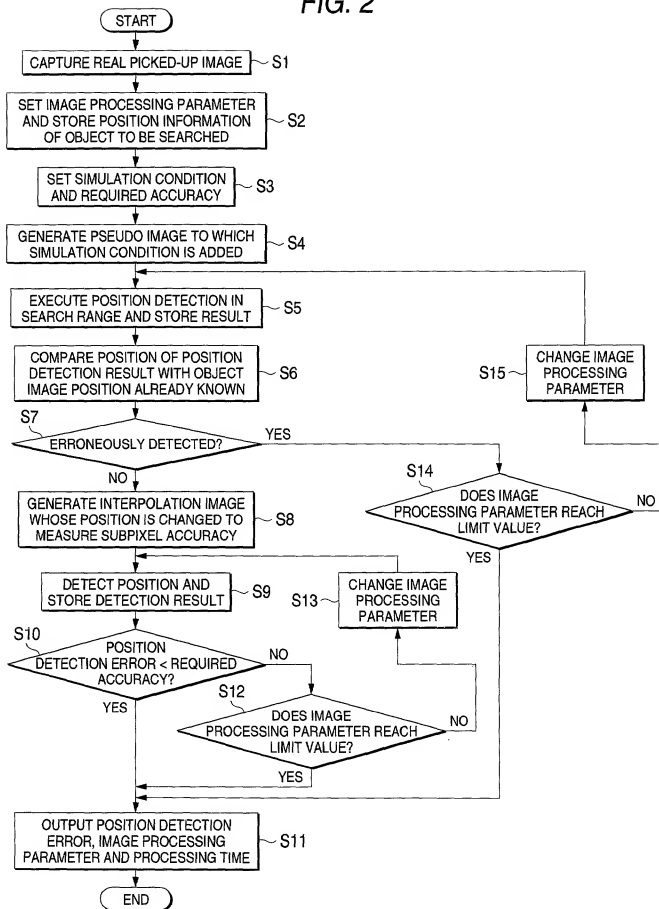 FIG. 2
START
CAPTURE REAL PICKED-UP IMAGE
S1
SET IMAGE PROCESSING PARAMETER
AND STORE POSITION INFORMATION
OF OBJECT TO BE SEARCHED
S2
SET SIMULATION CONDITION
AND REQUIRED ACCURACY
S3
GENERATE PSEUDO IMAGE TO WHICH
SIMULATION CONDITION IS ADDED
S4
EXECUTE POSITION DETECTION IN
SEARCH RANGE AND STORE RESULT
S5
COMPARE POSITION OF POSITION
DETECTION RESULT WITH OBJECT
IMAGE POSITION ALREADY KNOWN
S6
S15
CHANGE IMAGE
PROCESSING
PARAMETER
S7
ERRONEOUSLY DETECTED?
YES
NO
S14
DOES IMAGE
PROCESSING PARAMETER REACH
LIMIT VALUE?
NO
YES
GENERATE INTERPOLATION IMAGE
WHOSE POSITION IS CHANGED TO
MEASURE SUBPIXEL ACCURACY
S8
DETECT POSITION AND
STORE DETECTION RESULT
S9
S13
CHANGE IMAGE
PROCESSING
PARAMETER
S10
POSITION
DETECTION ERROR < REQUIRED
ACCURACY?
NO
YES
S12
DOES IMAGE
PROCESSING PARAMETER REACH
LIMIT VALUE?
NO
YES
OUTPUT POSITION DETECTION
ERROR, IMAGE PROCESSING
PARAMETER AND PROCESSING TIME
S11
END